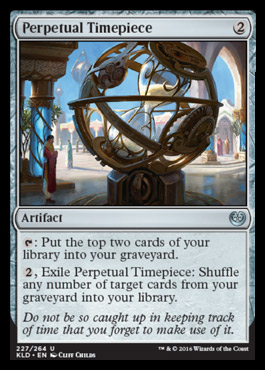 Perpetual Timepiece 2
Artifact
: Put the top two cards of your
library into your graveyard.
2, Exile Perpetual Timepiece: Shuffle
any number of target cards from your
graveyard into your library.
Do not be so caught up in keeping track
of time that you forget to make use of it.
227/264 U
KLD • EN Cliff Childs
™ & © 2016 Wizards of the Coast